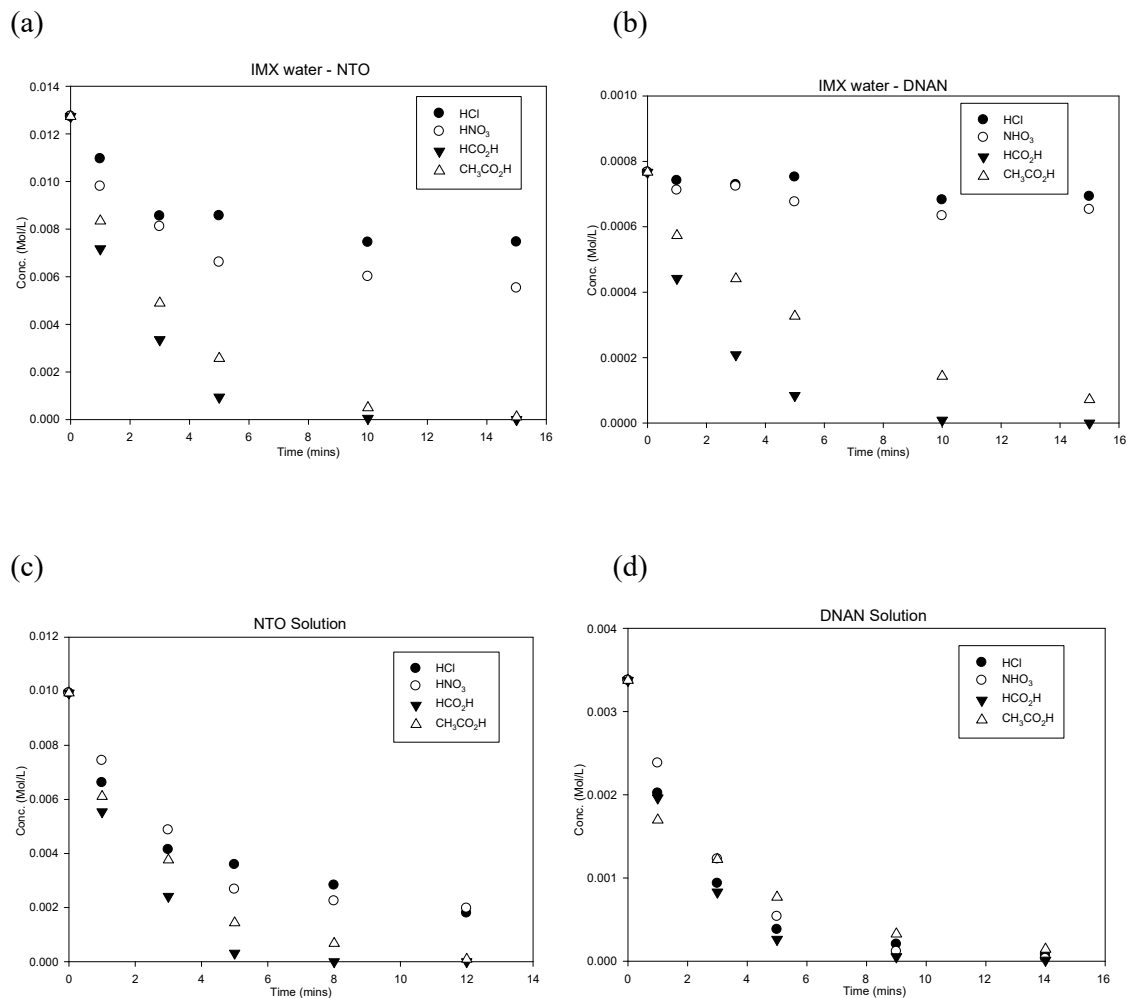 (a)
IMX water - NTO
0.014
0.012
0.010
0.008
0.006
0.004
0.002
0.000
Conc. (Mol/L)
HCl
HNO₃
HCO₂H
CH₃CO₂H
0 2 4 6 8 10 12 14 16
Time (mins)
(b)
IMX water - DNAN
0.0010
0.0008
0.0006
0.0004
0.0002
0.0000
Conc. (Mol/L)
HCl
NHO₃
HCO₂H
CH₃CO₂H
0 2 4 6 8 10 12 14 16
Time (mins)
(c)
NTO Solution
0.012
0.010
0.008
0.006
0.004
0.002
0.000
Conc. (Mol/L)
HCl
HNO₃
HCO₂H
CH₃CO₂H
0 2 4 6 8 10 12 14
Time (mins)
(d)
DNAN Solution
0.004
0.003
0.002
0.001
0.000
Conc. (Mol/L)
HCl
NHO₃
HCO₂H
CH₃CO₂H
0 2 4 6 8 10 12 14 16
Time (mins)